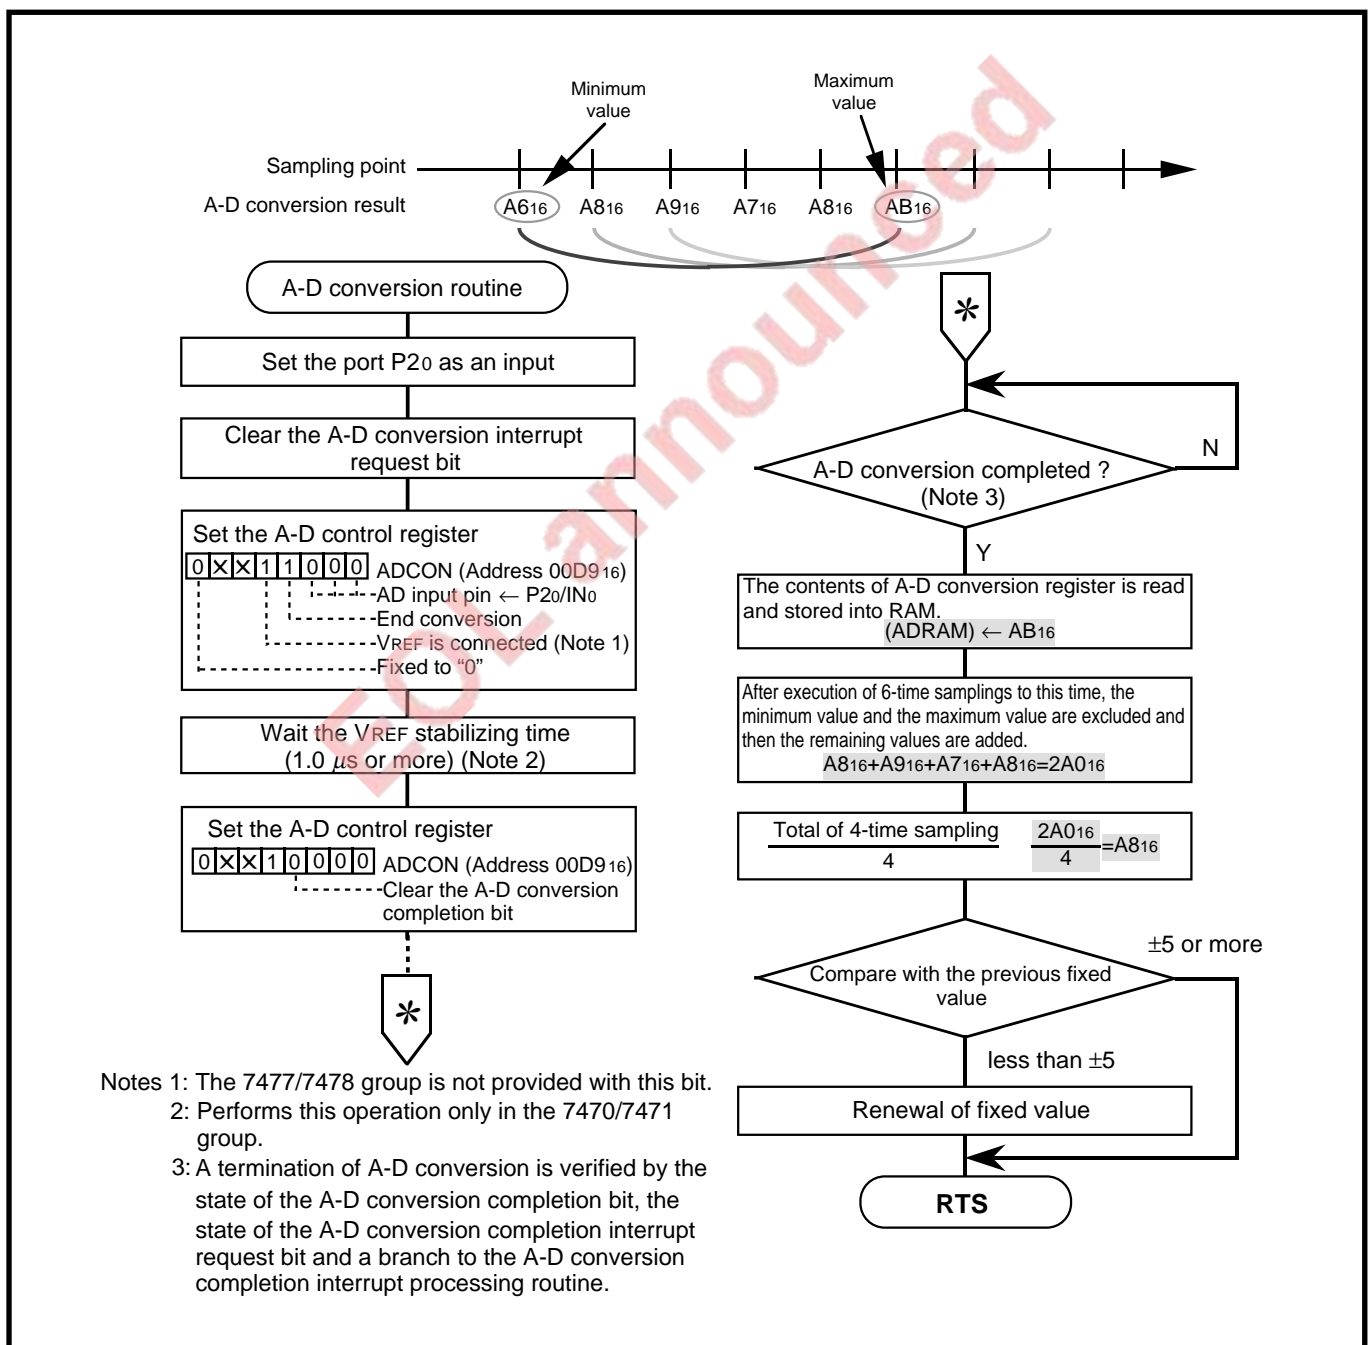 Minimum
value
Maximum
value
Sampling point
A-D conversion result
A616 A816 A916 A716 A816 AB16
A-D conversion routine
Set the port P20 as an input
Clear the A-D conversion interrupt
request bit
Set the A-D control register
0 X X 1 1 0 0 0 ADCON (Address 00D916)
AD input pin ← P20/IN0
End conversion
VREF is connected (Note 1)
Fixed to “0”
Wait the VREF stabilizing time
(1.0 µs or more) (Note 2)
Set the A-D control register
0 X X 1 0 0 0 0 ADCON (Address 00D916)
Clear the A-D conversion
completion bit
*
Notes 1: The 7477/7478 group is not provided with this bit.
2: Performs this operation only in the 7470/7471
group.
3: A termination of A-D conversion is verified by the
state of the A-D conversion completion bit, the
state of the A-D conversion completion interrupt
request bit and a branch to the A-D conversion
completion interrupt processing routine.
*
A-D conversion completed ?
(Note 3)
N
Y
The contents of A-D conversion register is read
and stored into RAM.
(ADRAM) ← AB16
After execution of 6-time samplings to this time, the
minimum value and the maximum value are excluded and
then the remaining values are added.
A816+A916+A716+A816=2A016
Total of 4-time sampling
4
2A016
4
=A816
±5 or more
Compare with the previous fixed
value
less than ±5
Renewal of fixed value
RTS
EOL announced